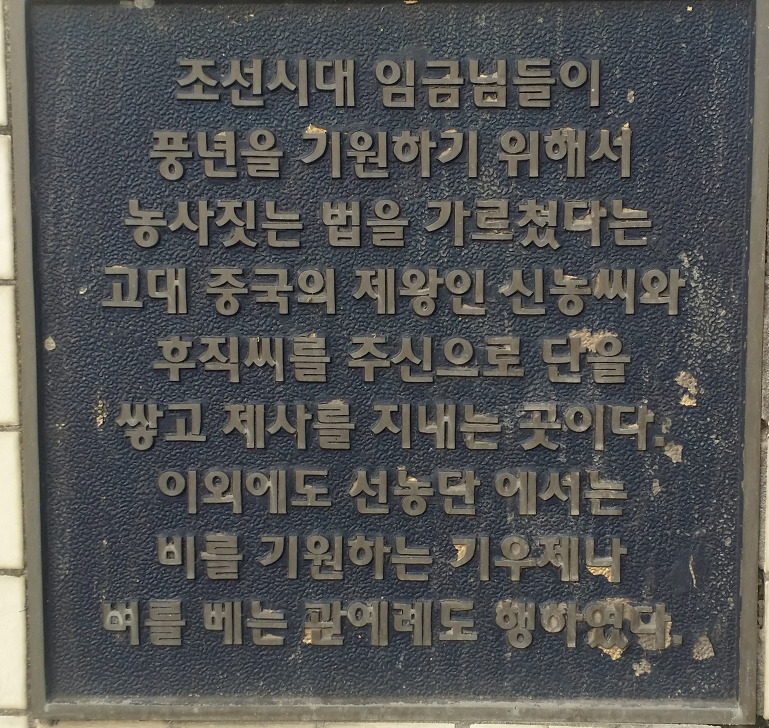 조선시대 임금님들이
풍년을 기원하기 위해서
농사짓는 법을 가르쳤다는
고대 중국의 제왕인 신농씨와
후직씨를 주신으로 단을
쌓고 제사를 지내는 곳이다.
이외에도 선농단 에서는
비를 기원하는 기우제나
벼를 베는 관예례도 행하였다.